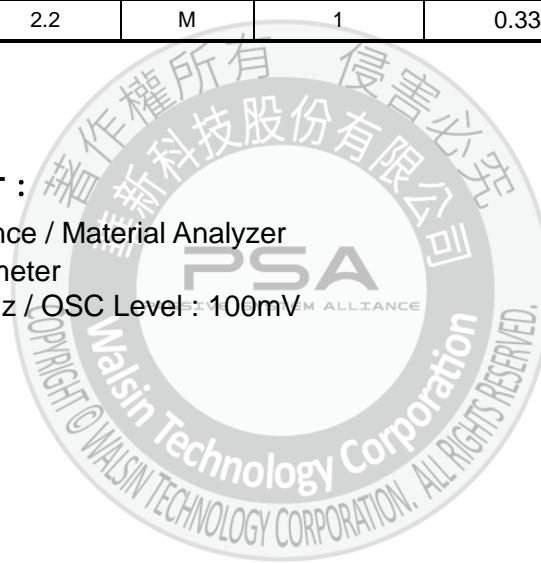 2.2 M 1 0.33
著作權所有 侵害必究
華新科技股份有限公司
:
nce / Material Analyzer
neter
z / OSC Level : 100mV
PSA
PASSIVE SYSTEM ALLIANCE
Walsin Technology Corporation
COPYRIGHT © WALSIN TECHNOLOGY CORPORATION. ALL RIGHTS RESERVED.